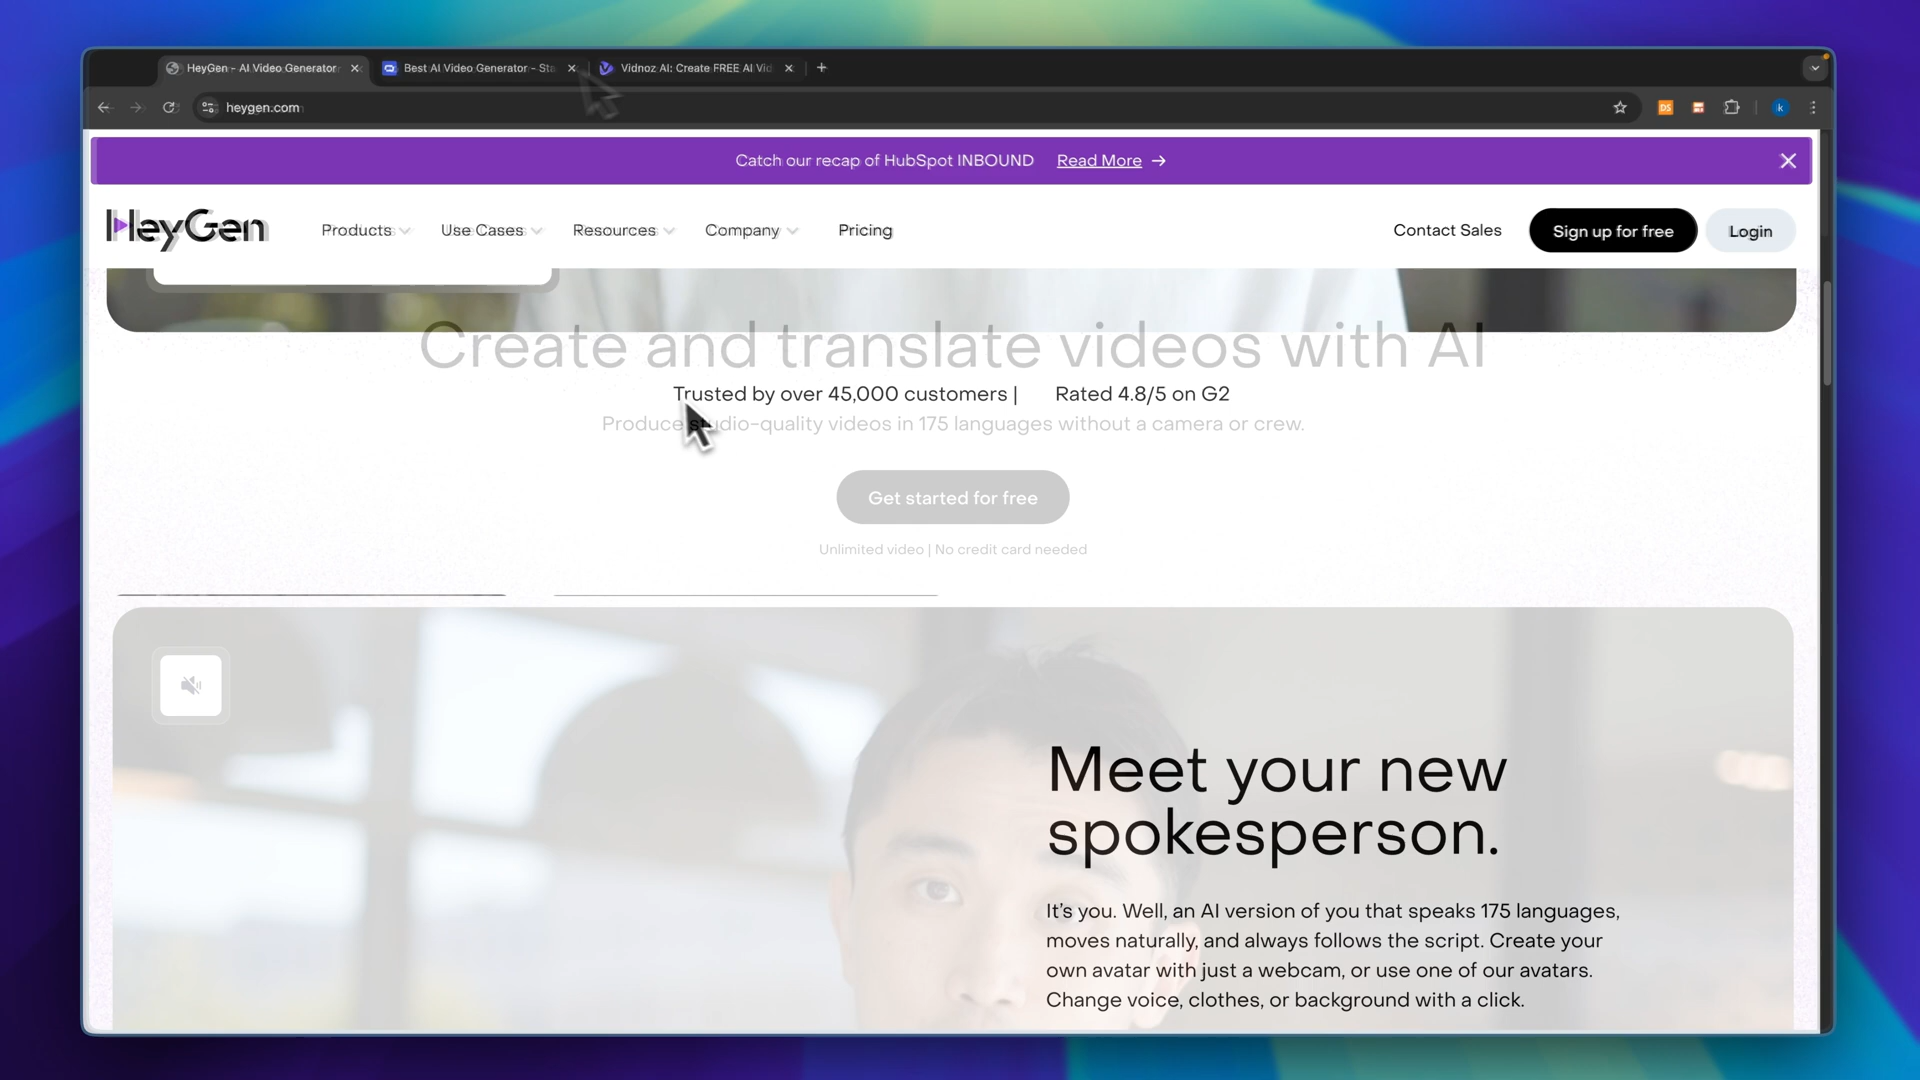 HeyGen - AI Video Generator
Best AI Video Generator - Sta
Vidnoz AI: Create FREE AI Vid
heygen.com
DS
k
Catch our recap of HubSpot INBOUND Read More →
HeyGen
Products
Use Cases
Resources
Company
Pricing
Contact Sales
Sign up for free
Login
Create and translate videos with AI
Trusted by over 45,000 customers | Rated 4.8/5 on G2
Produce studio-quality videos in 175 languages without a camera or crew.
Get started for free
Unlimited video | No credit card needed
Meet your new
spokesperson.
It's you. Well, an AI version of you that speaks 175 languages,
moves naturally, and always follows the script. Create your
own avatar with just a webcam, or use one of our avatars.
Change voice, clothes, or background with a click.